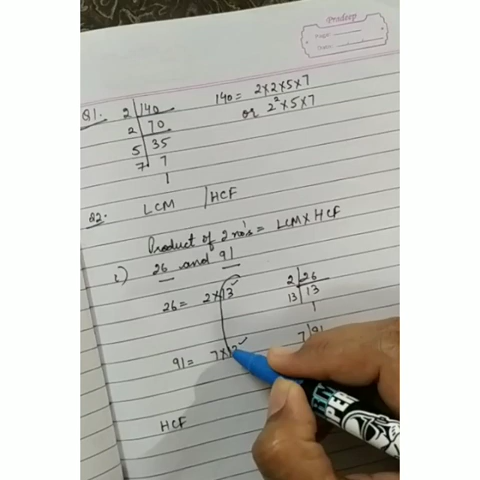 Pradeep
Page:
Date:
Q1. 2 | 140 140 = 2×2×5×7
2 | 70 or 2²×5×7
5 | 35
7 | 7
1
Q2. LCM | HCF
Product of 2 no's = LCM × HCF
i) 26 and 91
26 = 2×13 2 | 26
13 | 13
1
91 = 7×13 7 | 91
HCF